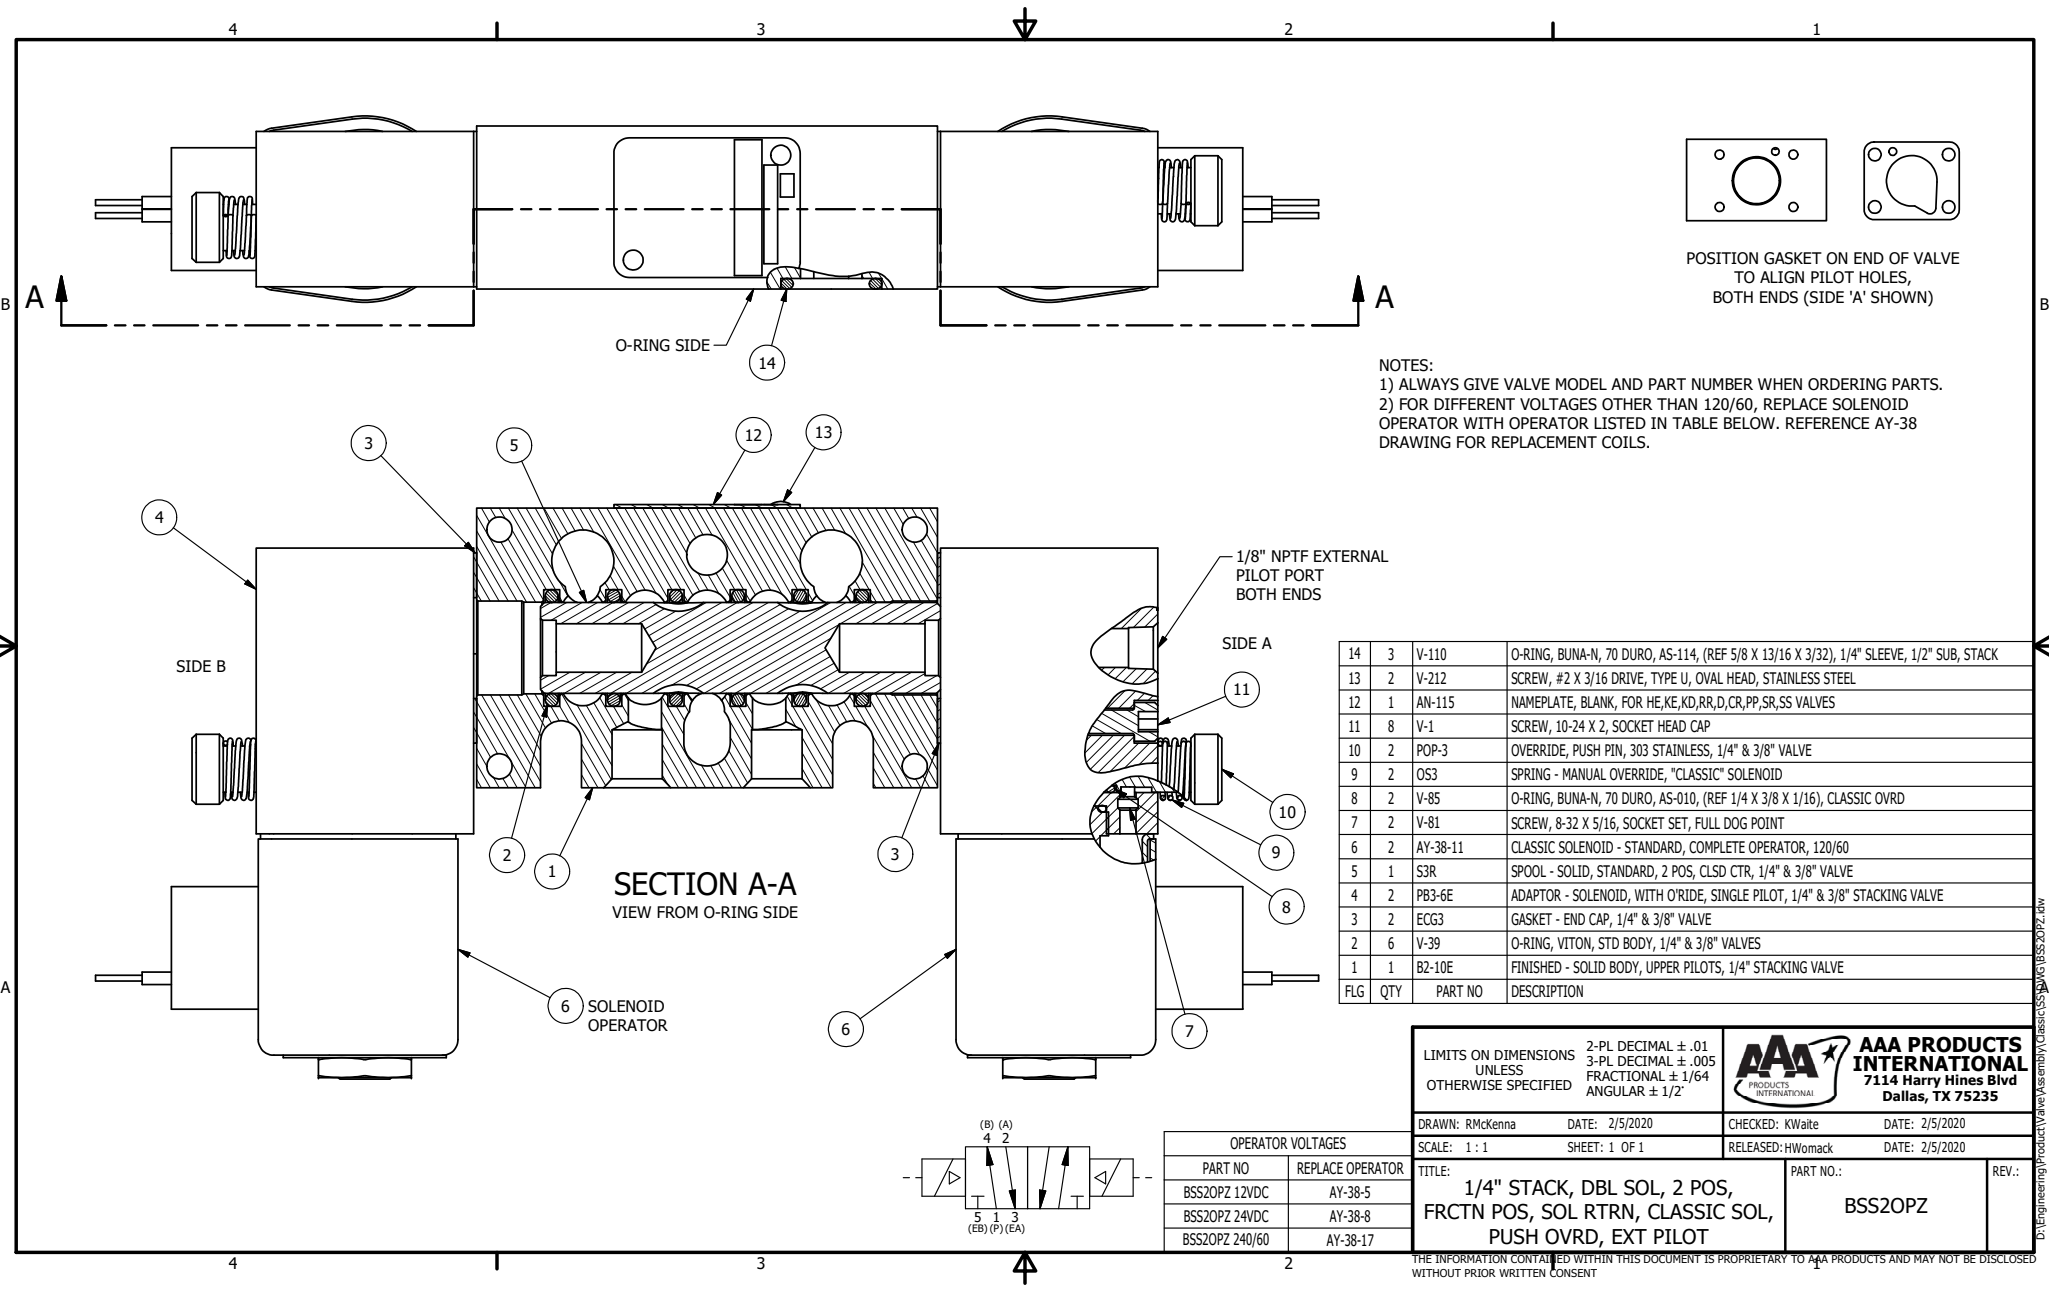 4
3
2
1
B
B
A
A
O-RING SIDE
14
POSITION GASKET ON END OF VALVE
TO ALIGN PILOT HOLES,
BOTH ENDS (SIDE 'A' SHOWN)
NOTES:
1) ALWAYS GIVE VALVE MODEL AND PART NUMBER WHEN ORDERING PARTS.
2) FOR DIFFERENT VOLTAGES OTHER THAN 120/60, REPLACE SOLENOID
OPERATOR WITH OPERATOR LISTED IN TABLE BELOW. REFERENCE AY-38
DRAWING FOR REPLACEMENT COILS.
3
5
12
13
4
1/8" NPTF EXTERNAL
PILOT PORT
BOTH ENDS
SIDE B
SIDE A
11
10
2
1
3
9
8
SECTION A-A
VIEW FROM O-RING SIDE
6
SOLENOID
OPERATOR
6
7
14 3 V-110 O-RING, BUNA-N, 70 DURO, AS-114, (REF 5/8 X 13/16 X 3/32), 1/4" SLEEVE, 1/2" SUB, STACK
13 2 V-212 SCREW, #2 X 3/16 DRIVE, TYPE U, OVAL HEAD, STAINLESS STEEL
12 1 AN-115 NAMEPLATE, BLANK, FOR HE,KE,KD,RR,D,CR,PP,SR,SS VALVES
11 8 V-1 SCREW, 10-24 X 2, SOCKET HEAD CAP
10 2 POP-3 OVERRIDE, PUSH PIN, 303 STAINLESS, 1/4" & 3/8" VALVE
9 2 OS3 SPRING - MANUAL OVERRIDE, "CLASSIC" SOLENOID
8 2 V-85 O-RING, BUNA-N, 70 DURO, AS-010, (REF 1/4 X 3/8 X 1/16), CLASSIC OVRD
7 2 V-81 SCREW, 8-32 X 5/16, SOCKET SET, FULL DOG POINT
6 2 AY-38-11 CLASSIC SOLENOID - STANDARD, COMPLETE OPERATOR, 120/60
5 1 S3R SPOOL - SOLID, STANDARD, 2 POS, CLSD CTR, 1/4" & 3/8" VALVE
4 2 PB3-6E ADAPTOR - SOLENOID, WITH O'RIDE, SINGLE PILOT, 1/4" & 3/8" STACKING VALVE
3 2 ECG3 GASKET - END CAP, 1/4" & 3/8" VALVE
2 6 V-39 O-RING, VITON, STD BODY, 1/4" & 3/8" VALVES
1 1 B2-10E FINISHED - SOLID BODY, UPPER PILOTS, 1/4" STACKING VALVE
FLG QTY PART NO DESCRIPTION
A
A
D:\Engineering\Product\Valve\Assembly\Classic\SS\DWG\BSS2OPZ.idw
LIMITS ON DIMENSIONS
UNLESS
OTHERWISE SPECIFIED
2-PL DECIMAL ± .01
3-PL DECIMAL ± .005
FRACTIONAL ± 1/64
ANGULAR ± 1/2°
AAA
PRODUCTS
INTERNATIONAL
AAA PRODUCTS
INTERNATIONAL
7114 Harry Hines Blvd
Dallas, TX 75235
DRAWN: RMcKenna DATE: 2/5/2020 CHECKED: KWaite DATE: 2/5/2020
SCALE: 1 : 1 SHEET: 1 OF 1 RELEASED: HWomack DATE: 2/5/2020
TITLE:
1/4" STACK, DBL SOL, 2 POS,
FRCTN POS, SOL RTRN, CLASSIC SOL,
PUSH OVRD, EXT PILOT
PART NO.:
BSS2OPZ
REV.:
(B) (A)
4 2
5 1 3
(EB) (P) (EA)
OPERATOR VOLTAGES
PART NO REPLACE OPERATOR
BSS2OPZ 12VDC AY-38-5
BSS2OPZ 24VDC AY-38-8
BSS2OPZ 240/60 AY-38-17
4
3
2
1
THE INFORMATION CONTAINED WITHIN THIS DOCUMENT IS PROPRIETARY TO AAA PRODUCTS AND MAY NOT BE DISCLOSED
WITHOUT PRIOR WRITTEN CONSENT